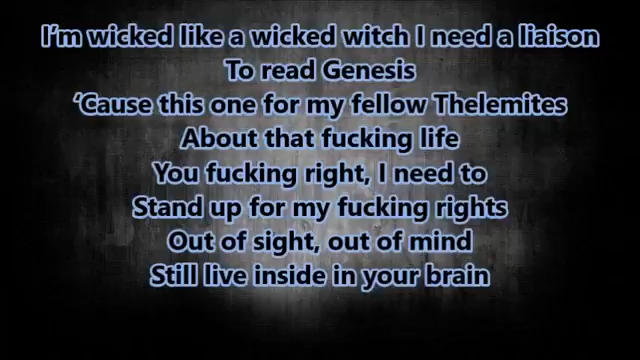 I’m wicked like a wicked witch I need a liaison
To read Genesis
‘Cause this one for my fellow Thelemites
About that fucking life
You fucking right, I need to
Stand up for my fucking rights
Out of sight, out of mind
Still live inside in your brain